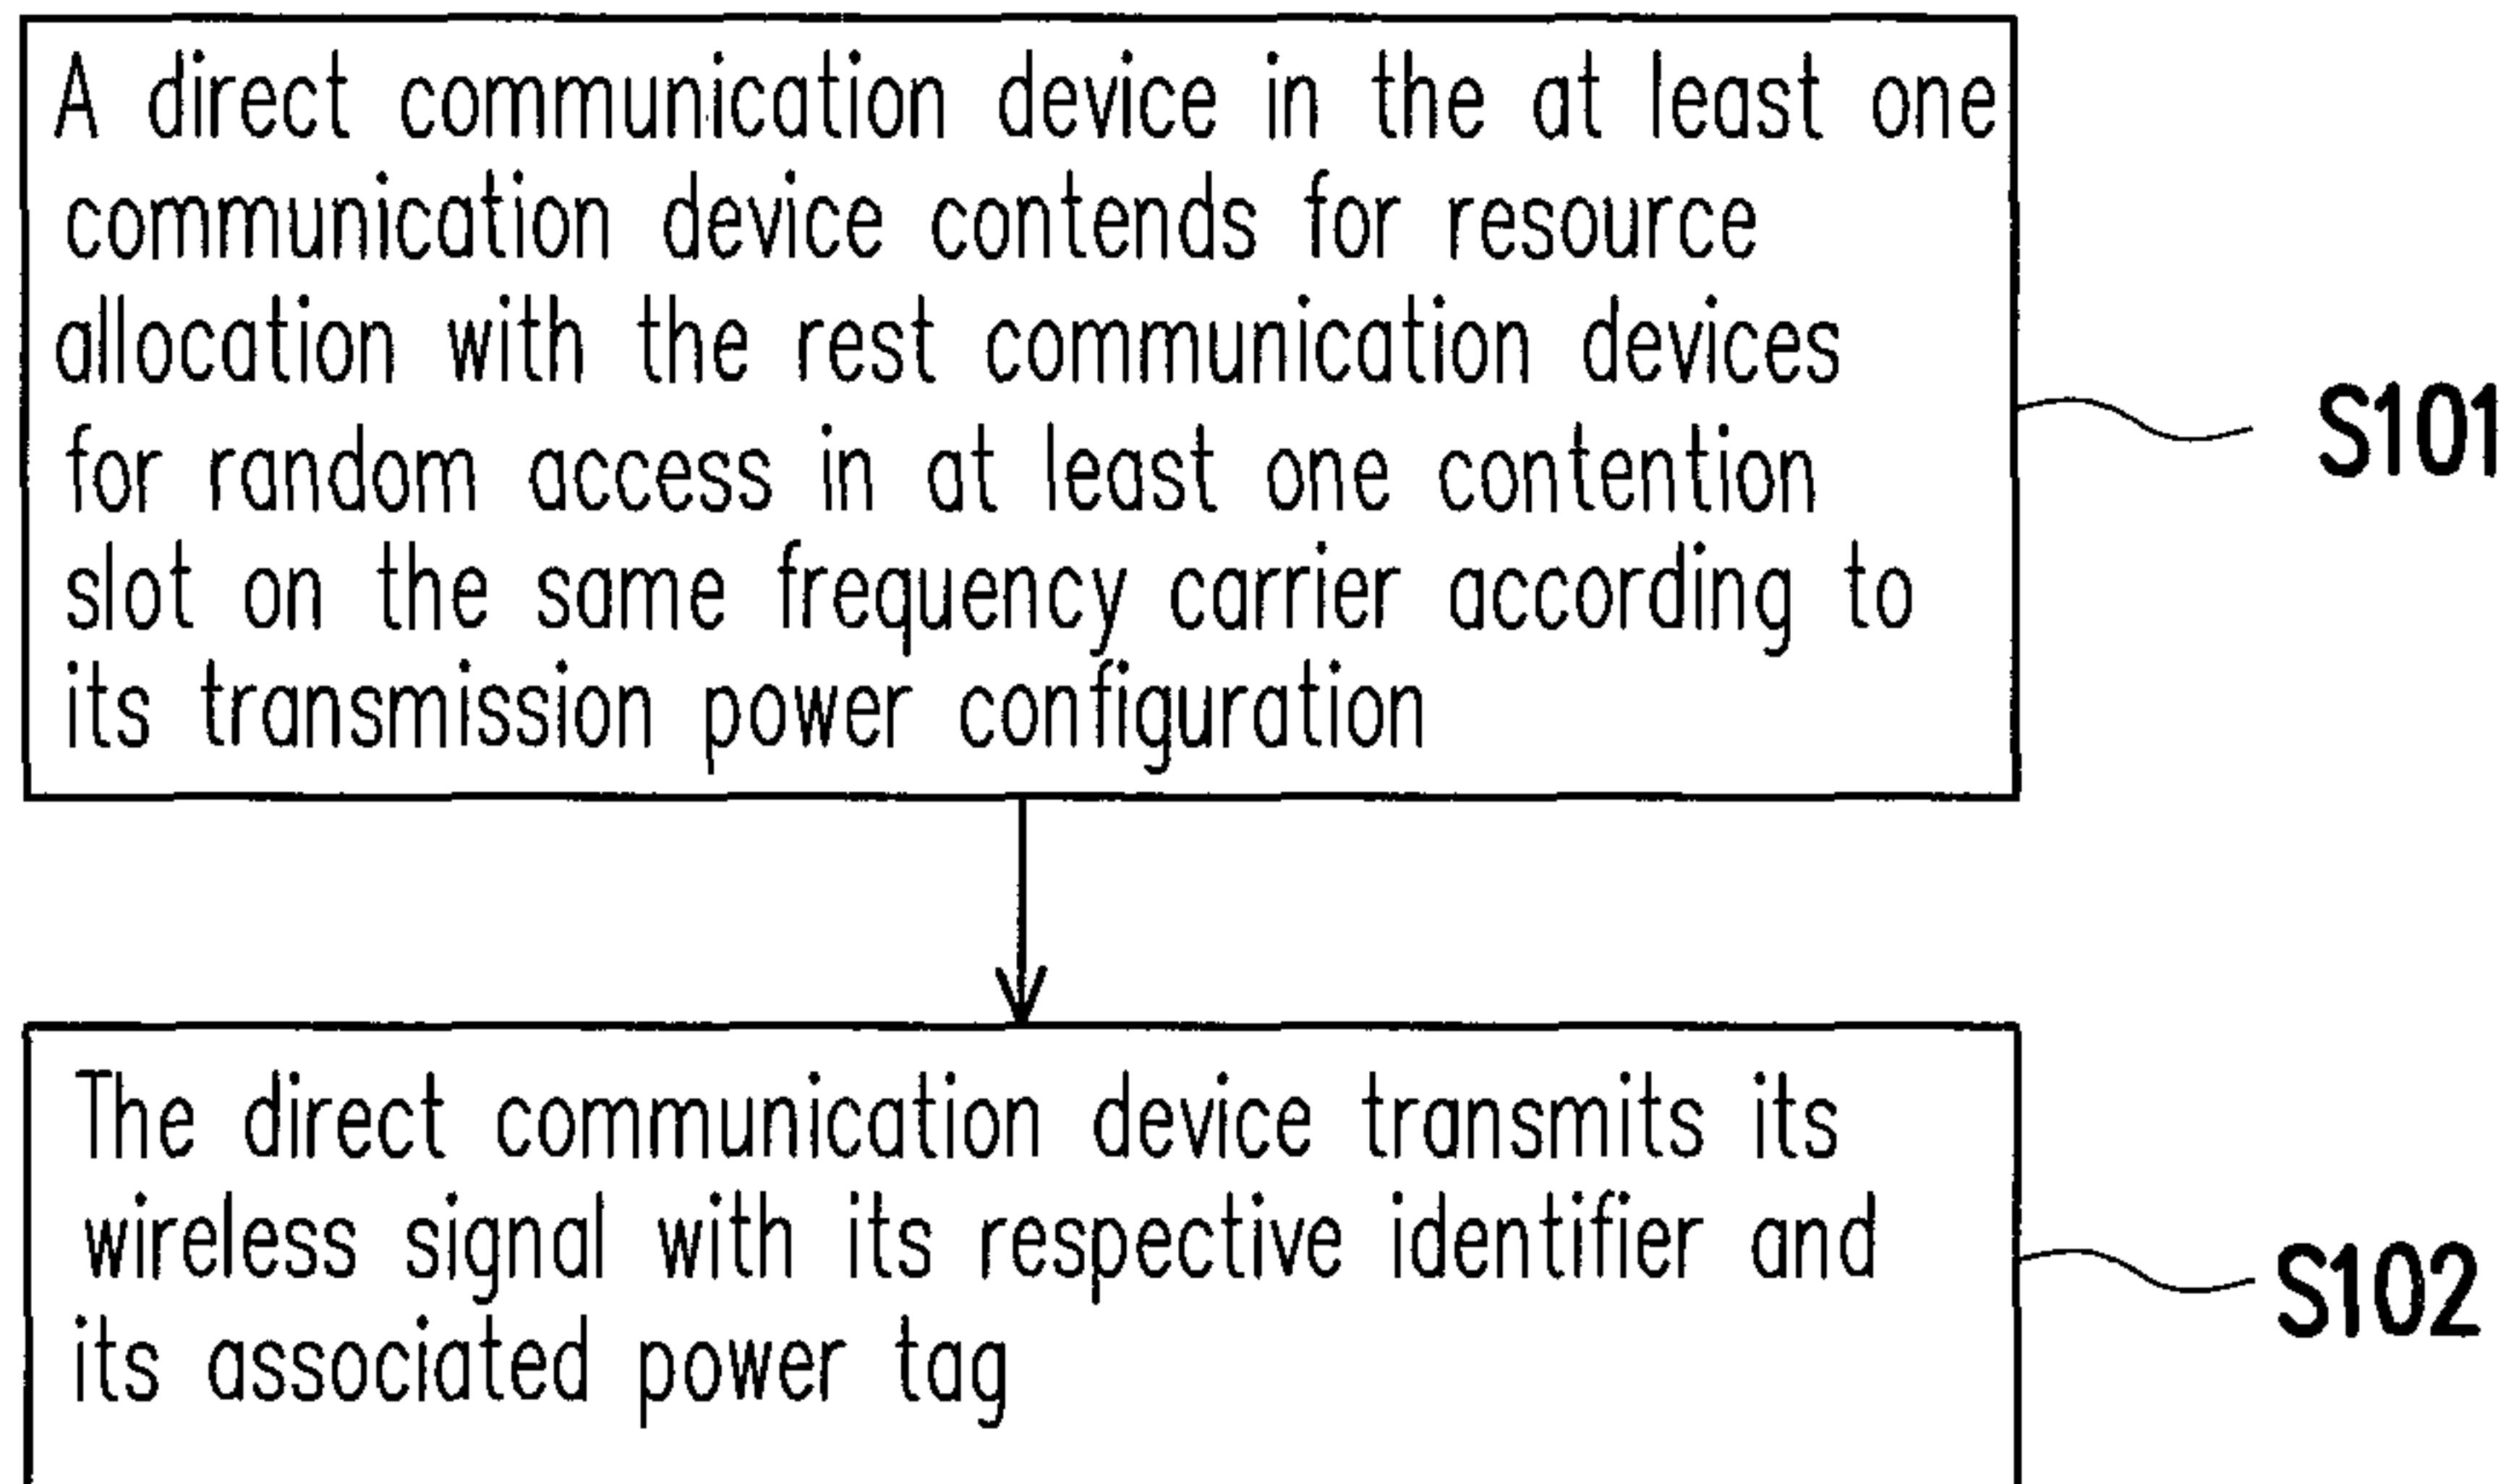 A direct communication device in the at least one
communication device contends for resource
allocation with the rest communication devices
for random access in at least one contention
slot on the same frequency carrier according to
its transmission power configuration
S101
The direct communication device transmits its
wireless signal with its respective identifier and
its associated power tag
S102